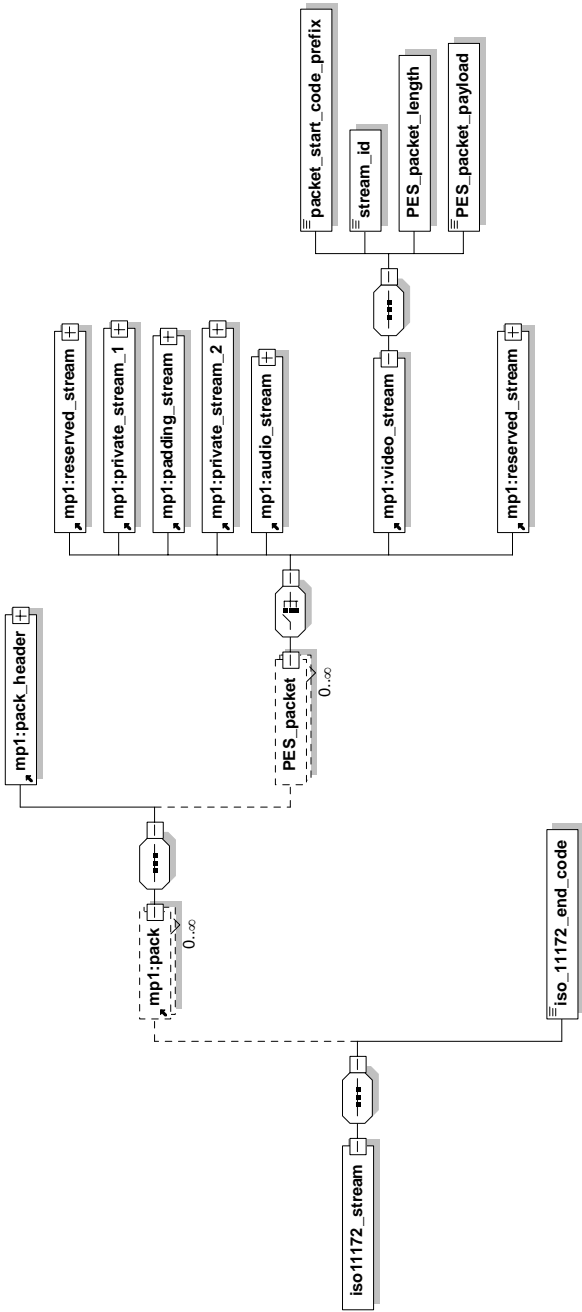 iso11172_stream
mp1:pack
0..∞
iso_11172_end_code
mp1:pack_header
PES_packet
0..∞
mp1:reserved_stream
mp1:private_stream_1
mp1:padding_stream
mp1:private_stream_2
mp1:audio_stream
mp1:video_stream
mp1:reserved_stream
packet_start_code_prefix
stream_id
PES_packet_length
PES_packet_payload